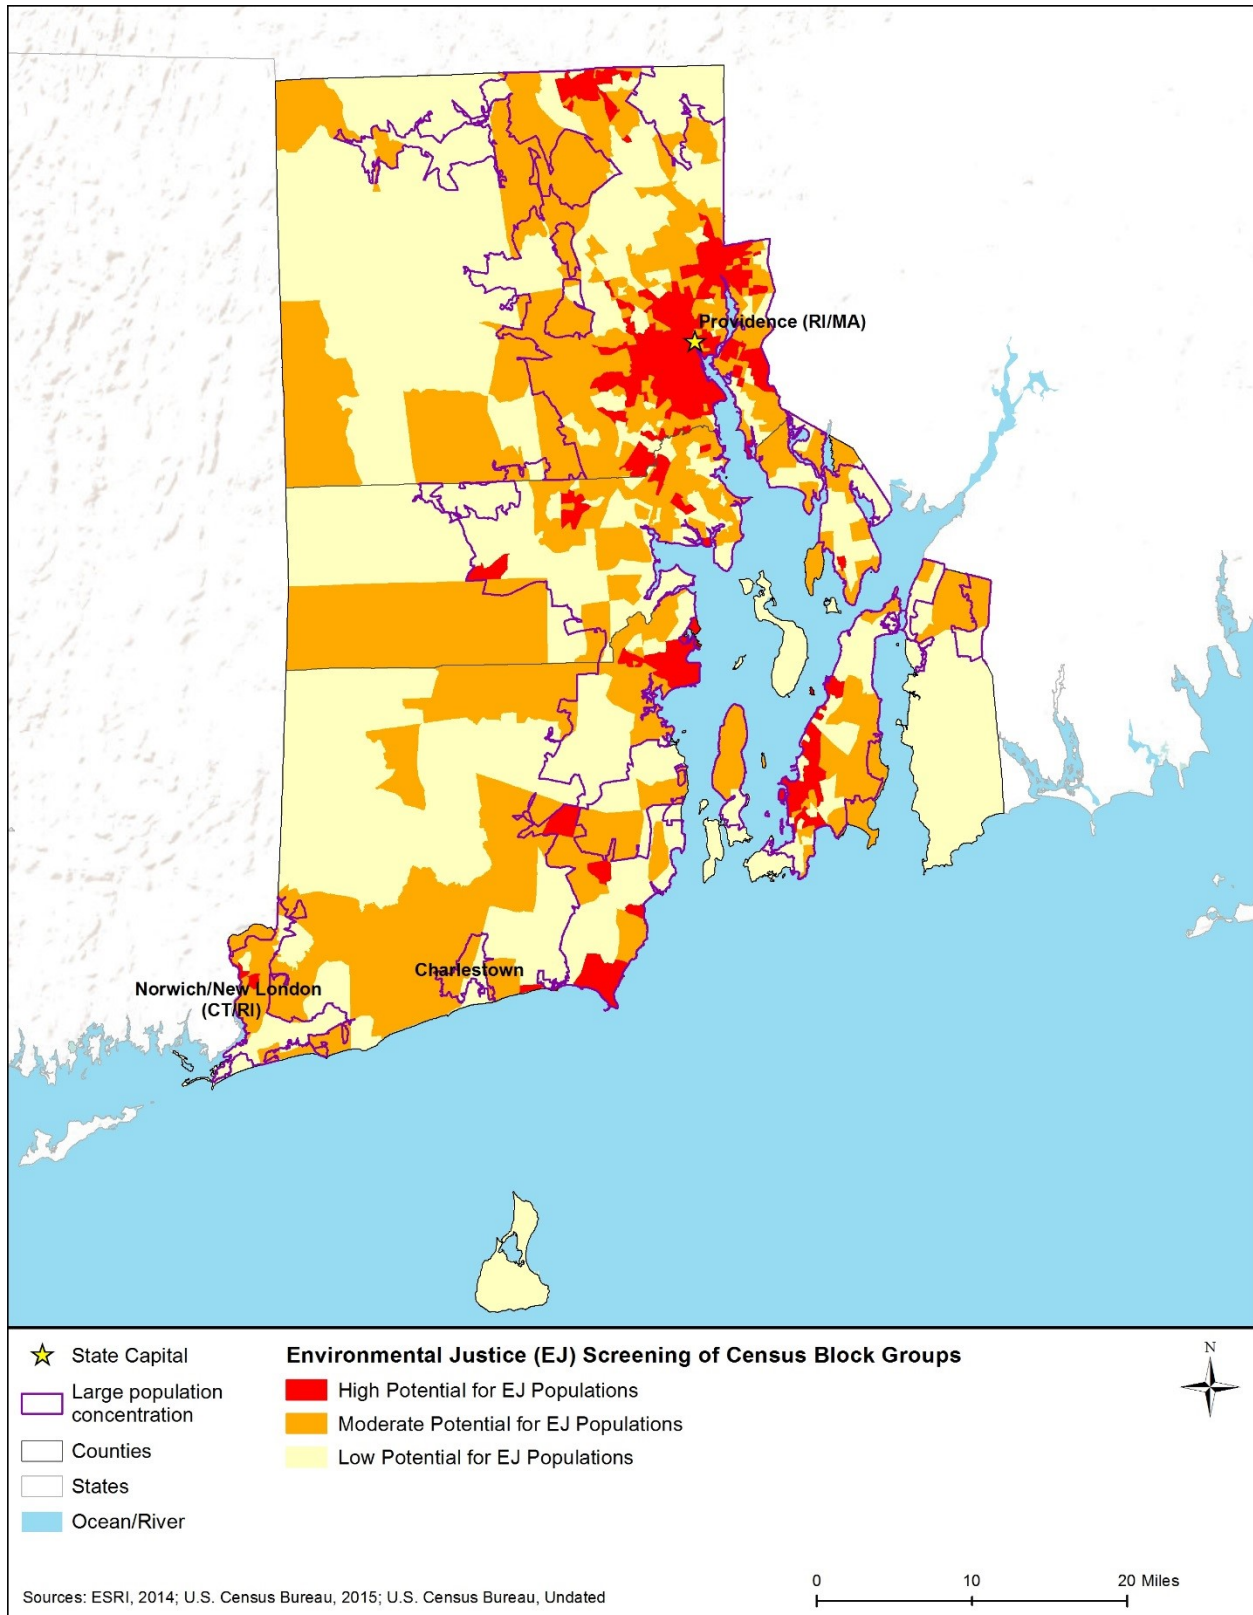 Providence (RI/MA)
Charlestown
Norwich/New London
(CT/RI)
State Capital
Large population
concentration
Counties
States
Ocean/River
Environmental Justice (EJ) Screening of Census Block Groups
High Potential for EJ Populations
Moderate Potential for EJ Populations
Low Potential for EJ Populations
N
Sources: ESRI, 2014; U.S. Census Bureau, 2015; U.S. Census Bureau, Undated
0 10 20 Miles